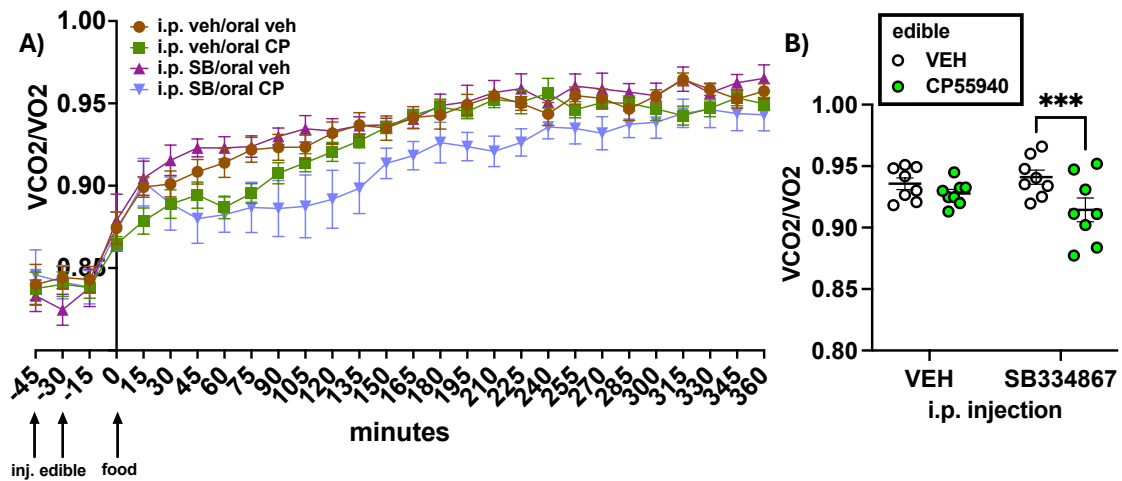 A)
1.00
0.95
0.90
0.85
VCO2/VO2
i.p. veh/oral veh
i.p. veh/oral CP
i.p. SB/oral veh
i.p. SB/oral CP
-45 -30 -15 0 15 30 45 60 75 90 105 120 135 150 165 180 195 210 225 240 255 270 285 300 315 330 345 360
minutes
inj. edible food
B)
edible
VEH
CP55940
1.00
0.95
0.90
0.85
0.80
VCO2/VO2
***
VEH SB334867
i.p. injection